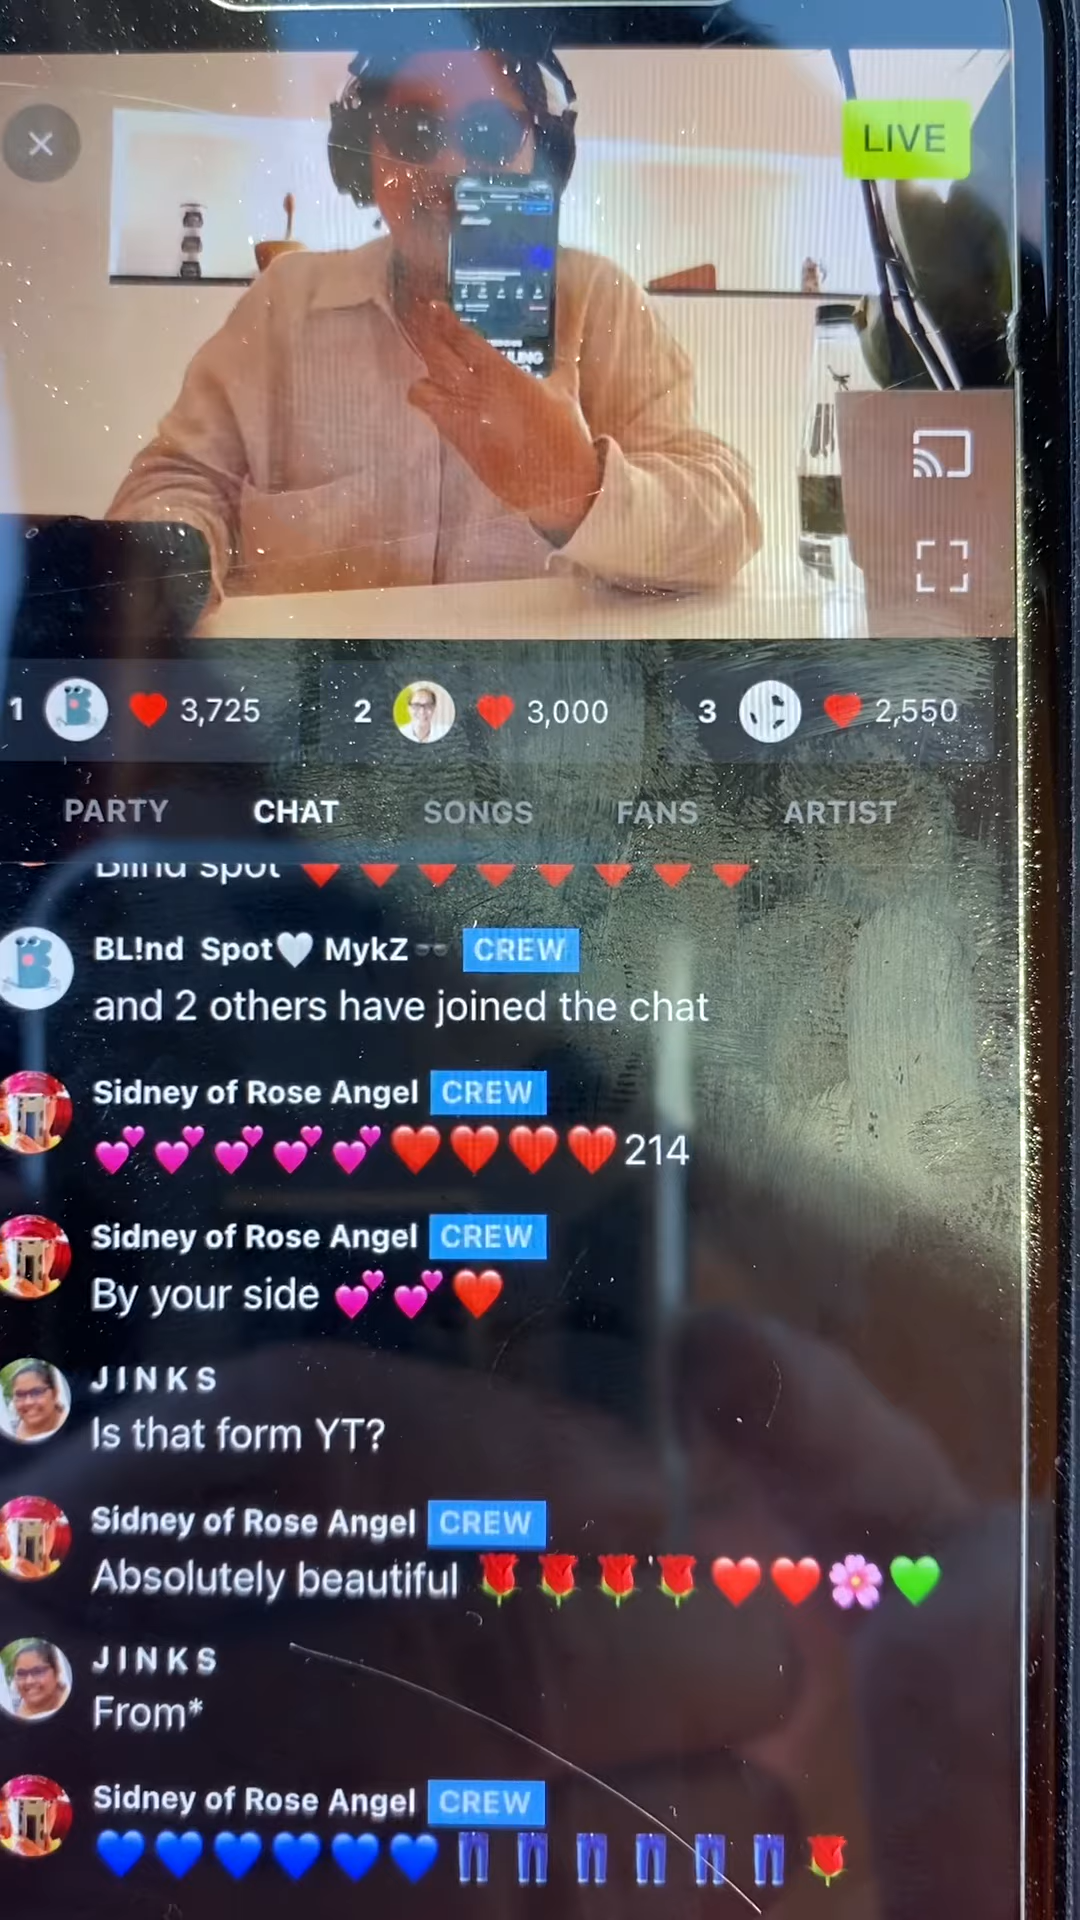 LIVE
1 3,725 2 3,000 3 2,550
PARTY CHAT SONGS FANS ARTIST
Blind Spot ❤️❤️❤️❤️❤️❤️❤️❤️
BL!nd Spot🤍 MykZ🕶️ CREW
and 2 others have joined the chat
Sidney of Rose Angel CREW
💕💕💕💕💕❤️❤️❤️❤️214
Sidney of Rose Angel CREW
By your side 💕💕❤️
JINKS
Is that form YT?
Sidney of Rose Angel CREW
Absolutely beautiful 🌹🌹🌹🌹❤️❤️🌸💚
JINKS
From*
Sidney of Rose Angel CREW
💙💙💙💙💙💙👖👖👖👖👖👖🌹